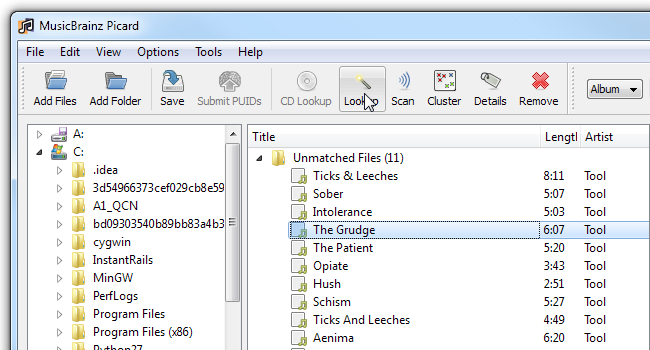 MusicBrainz Picard
File Edit View Options Tools Help
Add Files Add Folder Save Submit PUIDs CD Lookup Lookup Scan Cluster Details Remove Album
A:
C:
.idea
3d54966373cef029cb8e59
A1_QCN
bd09303540b89bb83a4b3
cygwin
InstantRails
MinGW
PerfLogs
Program Files
Program Files (x86)
Python27
Title Lengtl Artist
Unmatched Files (11)
Ticks & Leeches 8:11 Tool
Sober 5:07 Tool
Intolerance 5:03 Tool
The Grudge 6:07 Tool
The Patient 5:20 Tool
Opiate 3:43 Tool
Hush 2:51 Tool
Schism 5:27 Tool
Ticks And Leeches 4:49 Tool
Aenima 6:20 Tool